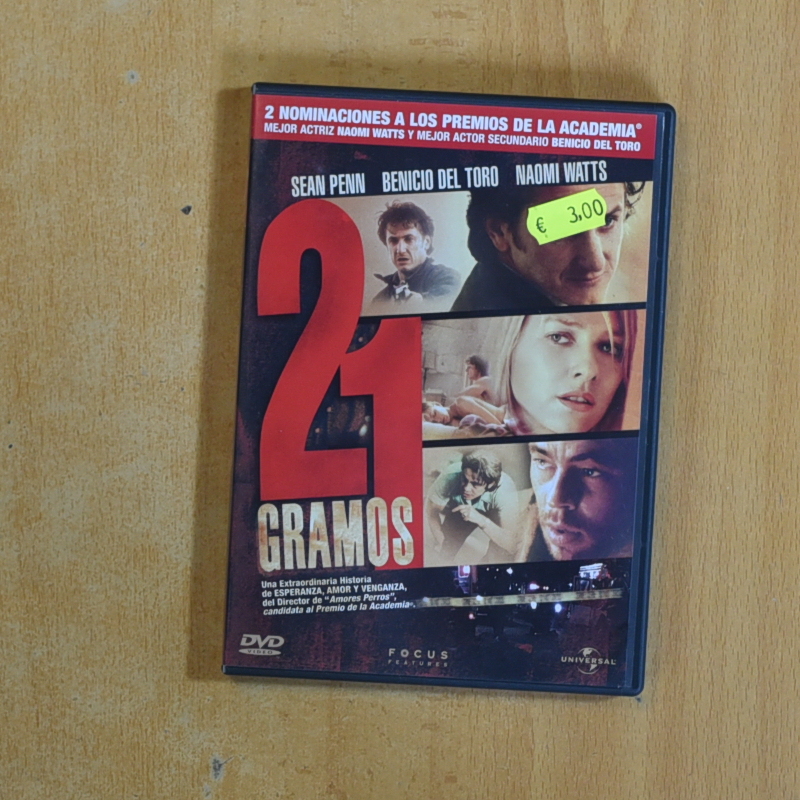 2 NOMINACIONES A LOS PREMIOS DE LA ACADEMIA®
MEJOR ACTRIZ NAOMI WATTS Y MEJOR ACTOR SECUNDARIO BENICIO DEL TORO
SEAN PENN BENICIO DEL TORO NAOMI WATTS
€ 3,00
21
GRAMOS
Una Extraordinaria Historia
de ESPERANZA, AMOR Y VENGANZA,
del Director de "Amores Perros",
candidata al Premio de la Academia®.
DVD
VIDEO
FOCUS
FEATURES
UNIVERSAL